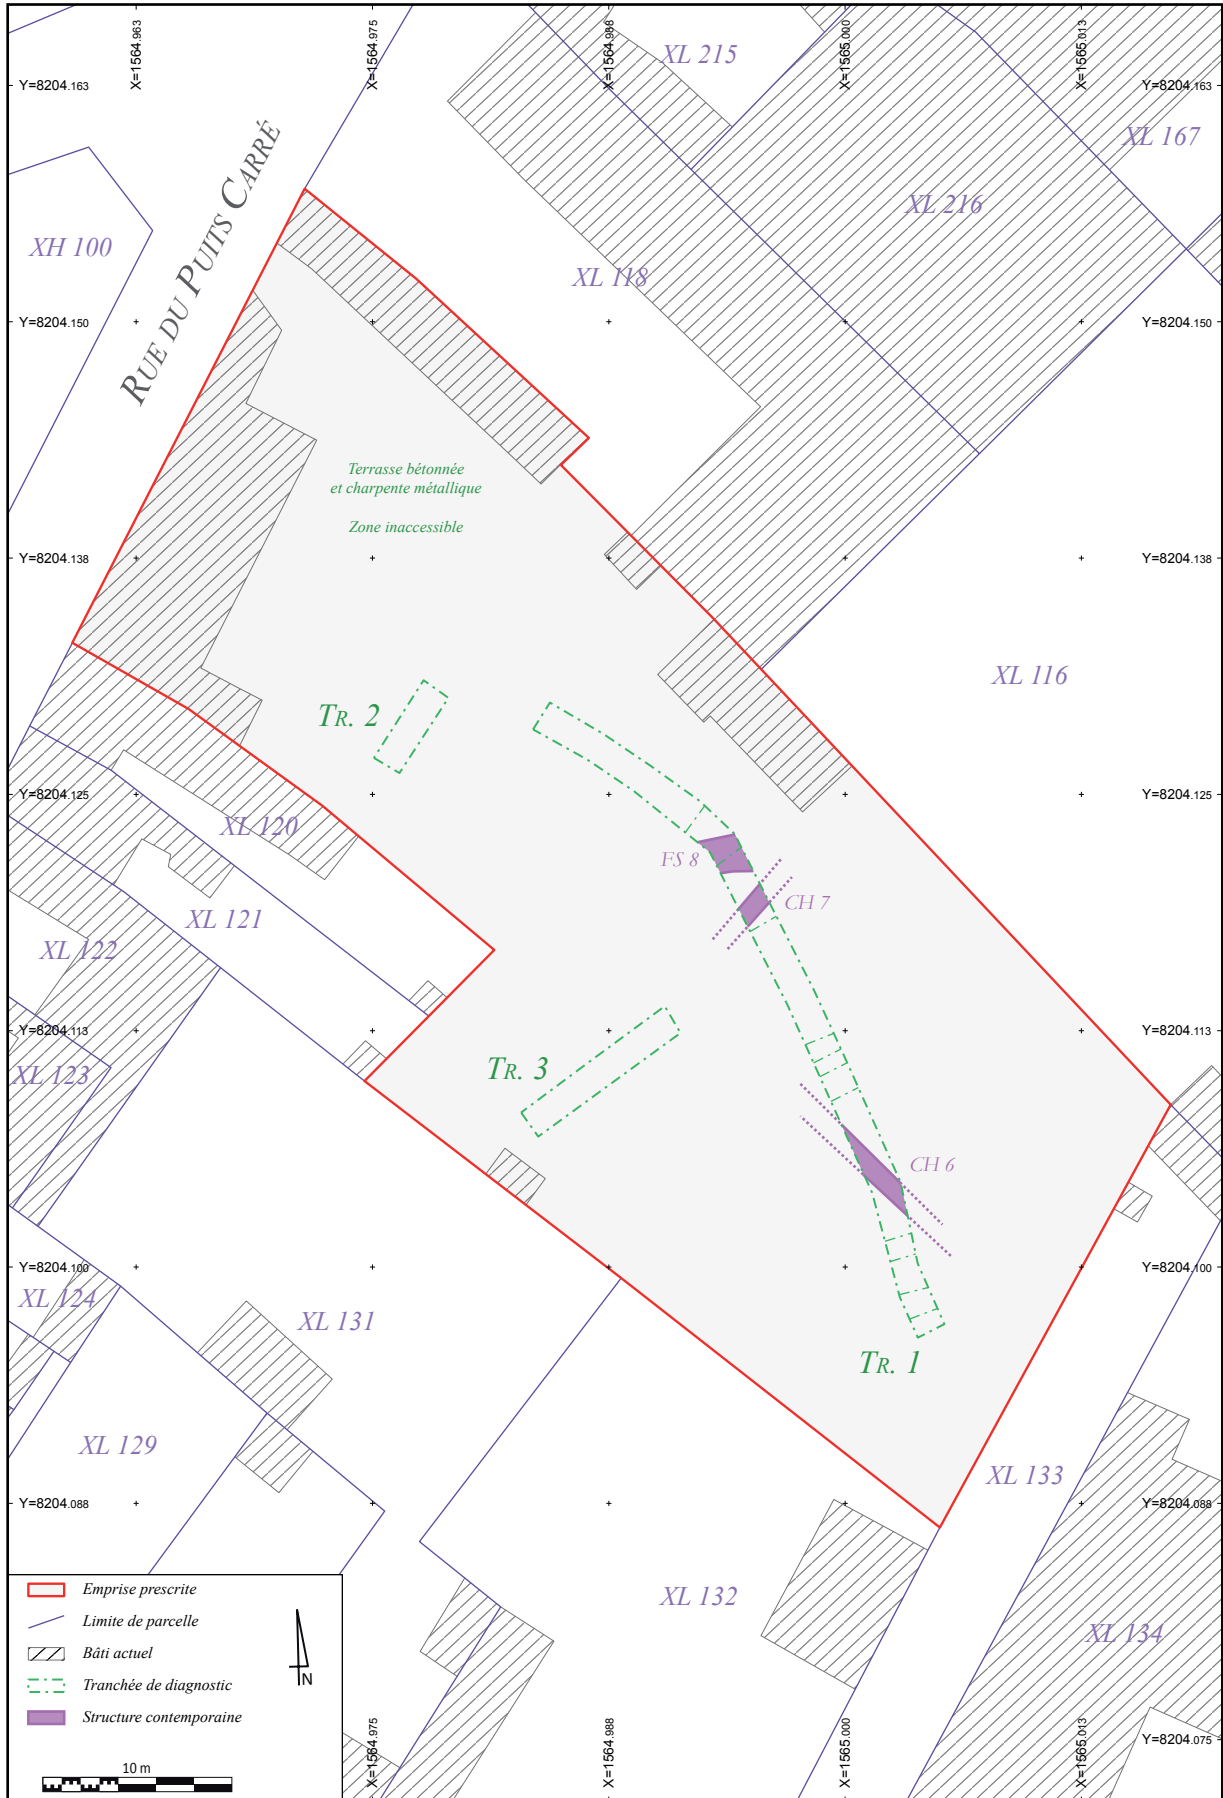 X=1564.963
X=1564.975
X=1564.988
X=1565.000
X=1565.013
XL 215
Y=8204.163
Y=8204.163
XL 167
RUE DU PUITS CARRÉ
XL 216
XH 100
XL 118
Y=8204.150
Y=8204.150
Terrasse bétonnée
et charpente métallique
Zone inaccessible
Y=8204.138
Y=8204.138
XL 116
TR. 2
Y=8204.125
Y=8204.125
XL 120
FS 8
CH 7
XL 121
XL 122
Y=8204.113
Y=8204.113
TR. 3
XL 123
CH 6
Y=8204.100
Y=8204.100
XL 124
XL 131
TR. 1
XL 129
XL 133
Y=8204.088
Y=8204.088
XL 132
XL 134
Emprise prescrite
Limite de parcelle
Bâti actuel
Tranchée de diagnostic
Structure contemporaine
N
10 m
X=1564.975
X=1564.988
X=1565.000
X=1565.013
Y=8204.075